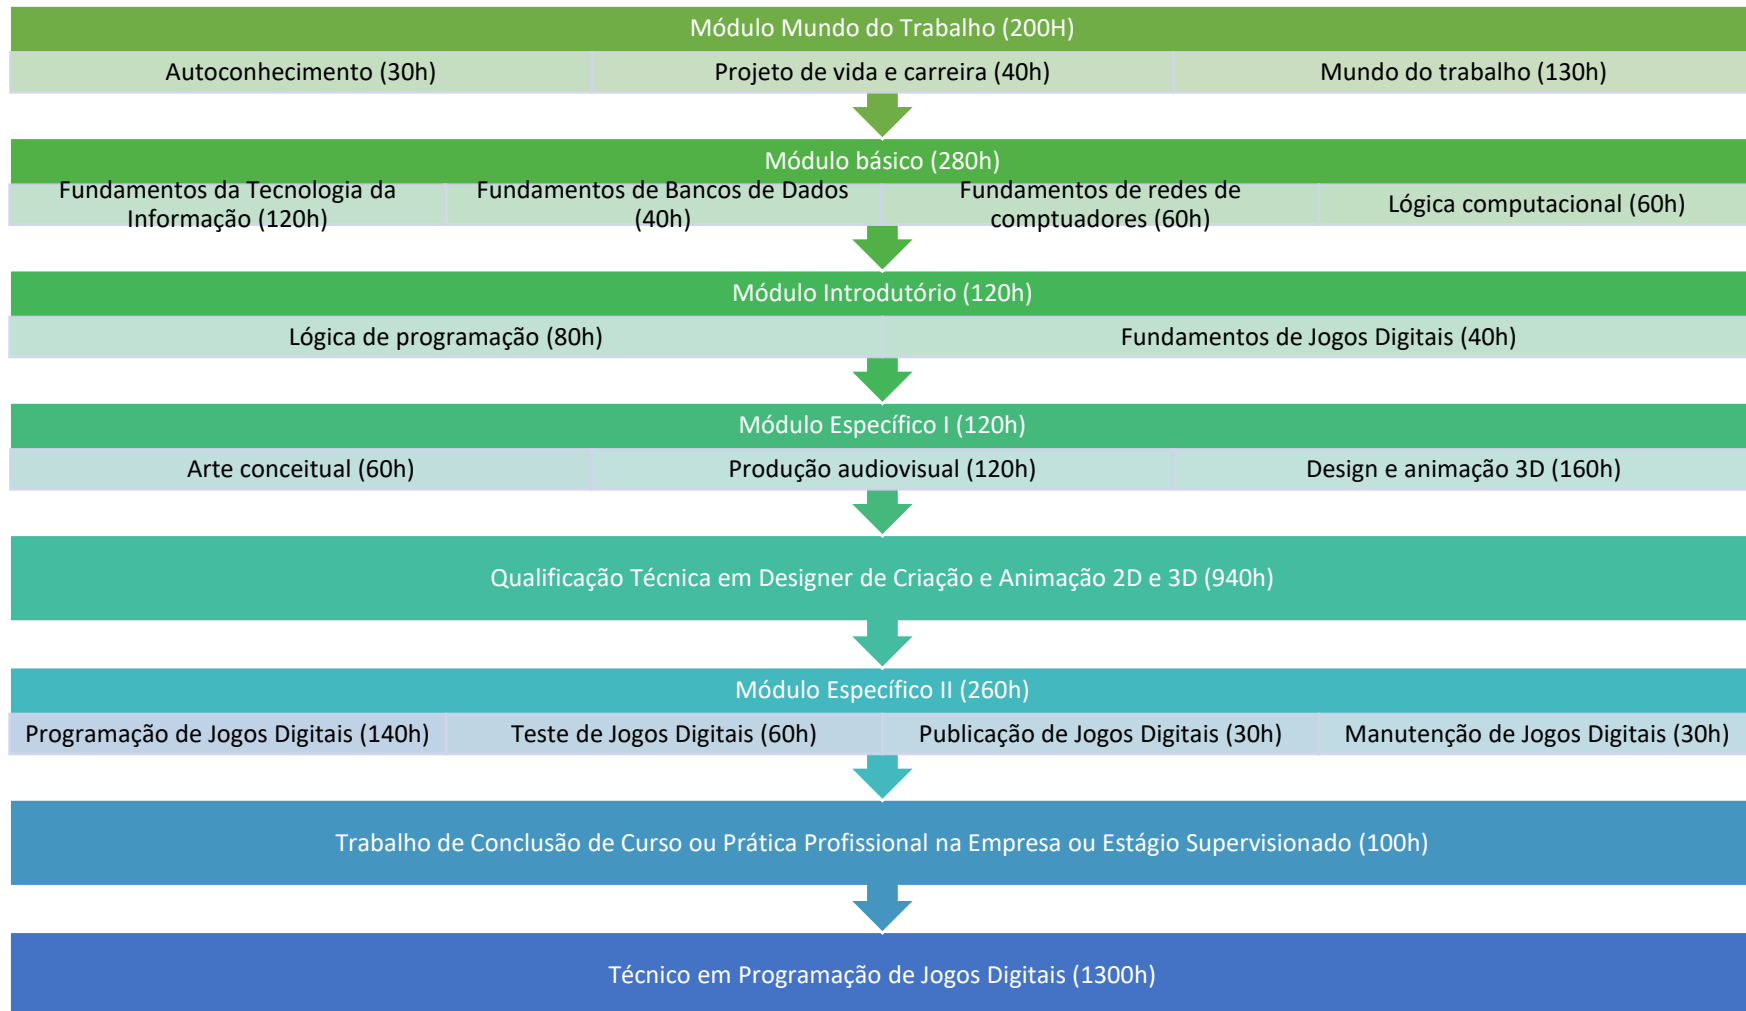 Módulo Mundo do Trabalho (200H)
Autoconhecimento (30h)
Projeto de vida e carreira (40h)
Mundo do trabalho (130h)
Módulo básico (280h)
Fundamentos da Tecnologia da
Informação (120h)
Fundamentos de Bancos de Dados
(40h)
Fundamentos de redes de
comptuadores (60h)
Lógica computacional (60h)
Módulo Introdutório (120h)
Lógica de programação (80h)
Fundamentos de Jogos Digitais (40h)
Módulo Específico I (120h)
Arte conceitual (60h)
Produção audiovisual (120h)
Design e animação 3D (160h)
Qualificação Técnica em Designer de Criação e Animação 2D e 3D (940h)
Módulo Específico II (260h)
Programação de Jogos Digitais (140h)
Teste de Jogos Digitais (60h)
Publicação de Jogos Digitais (30h)
Manutenção de Jogos Digitais (30h)
Trabalho de Conclusão de Curso ou Prática Profissional na Empresa ou Estágio Supervisionado (100h)
Técnico em Programação de Jogos Digitais (1300h)